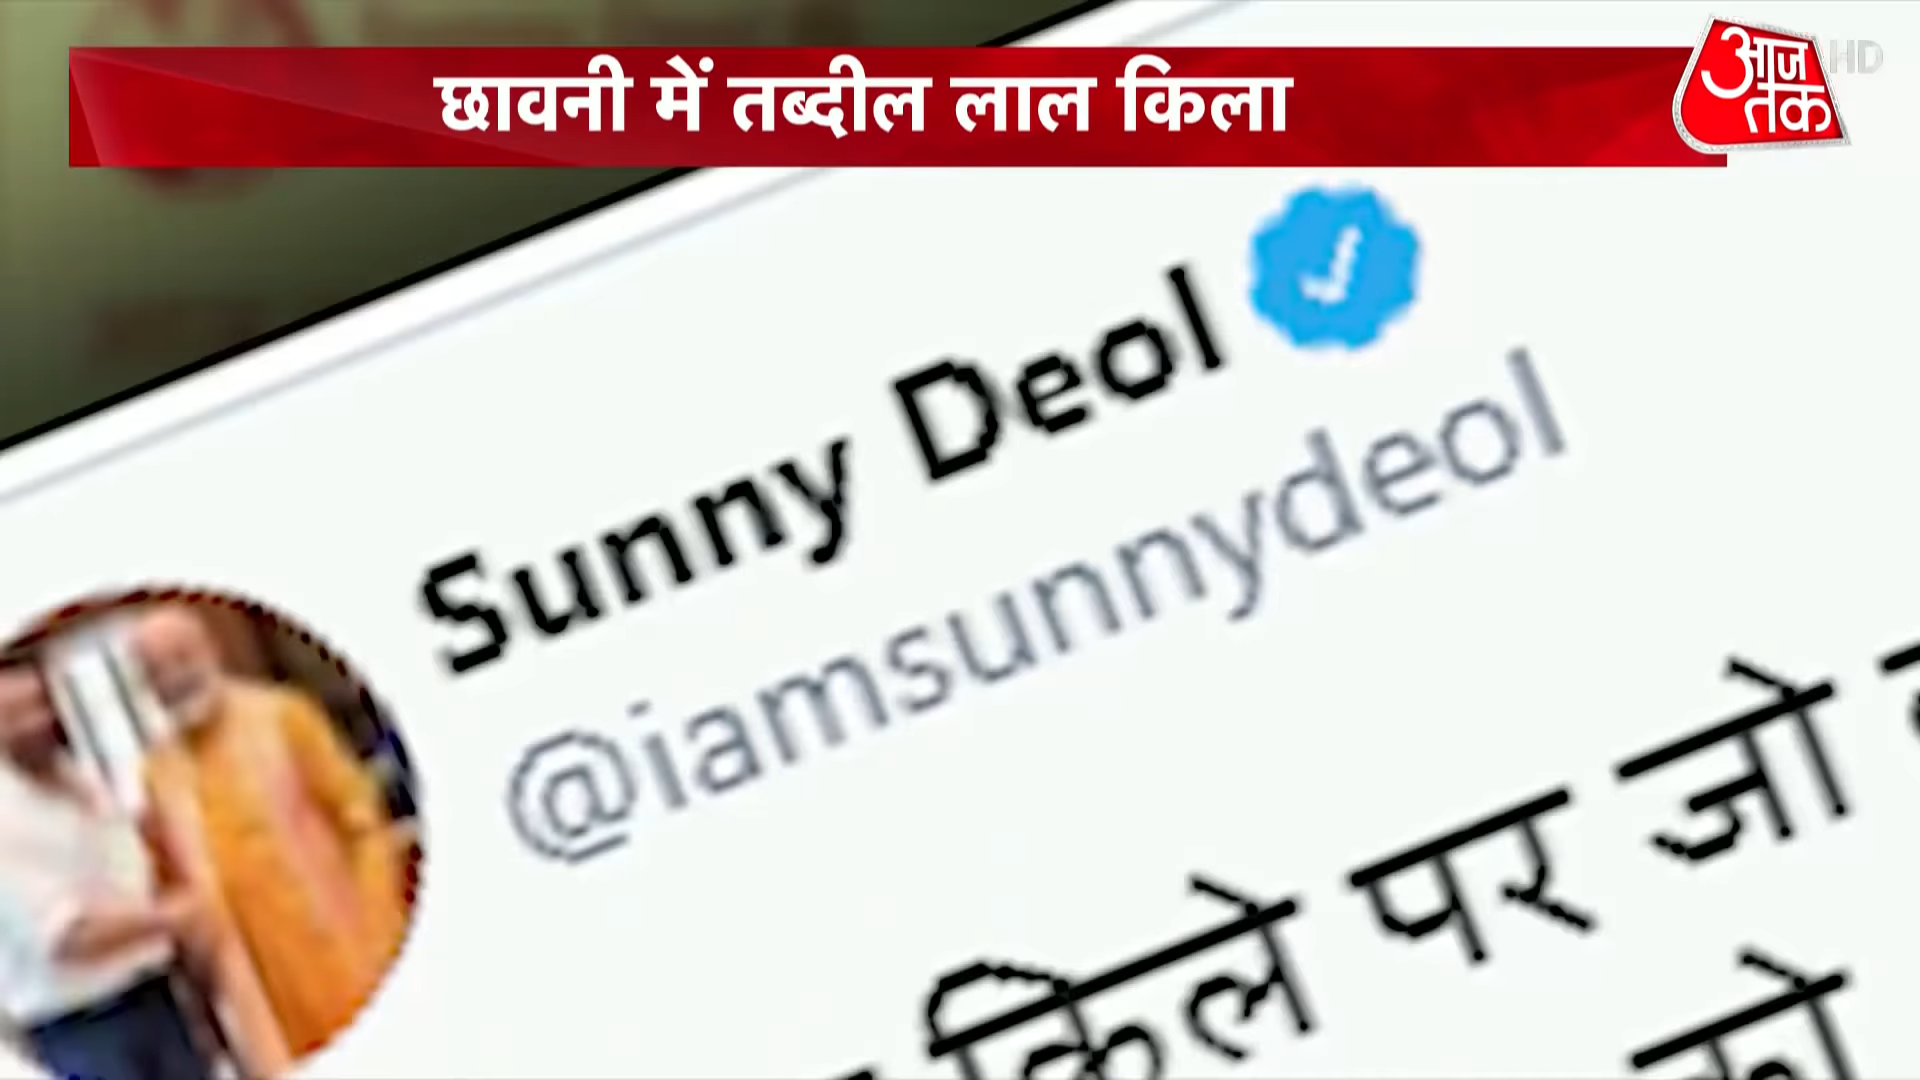 छावनी में तब्दील लाल किला
आज
तक
HD
Sunny Deol
@iamsunnydeol
किले पर जो
को